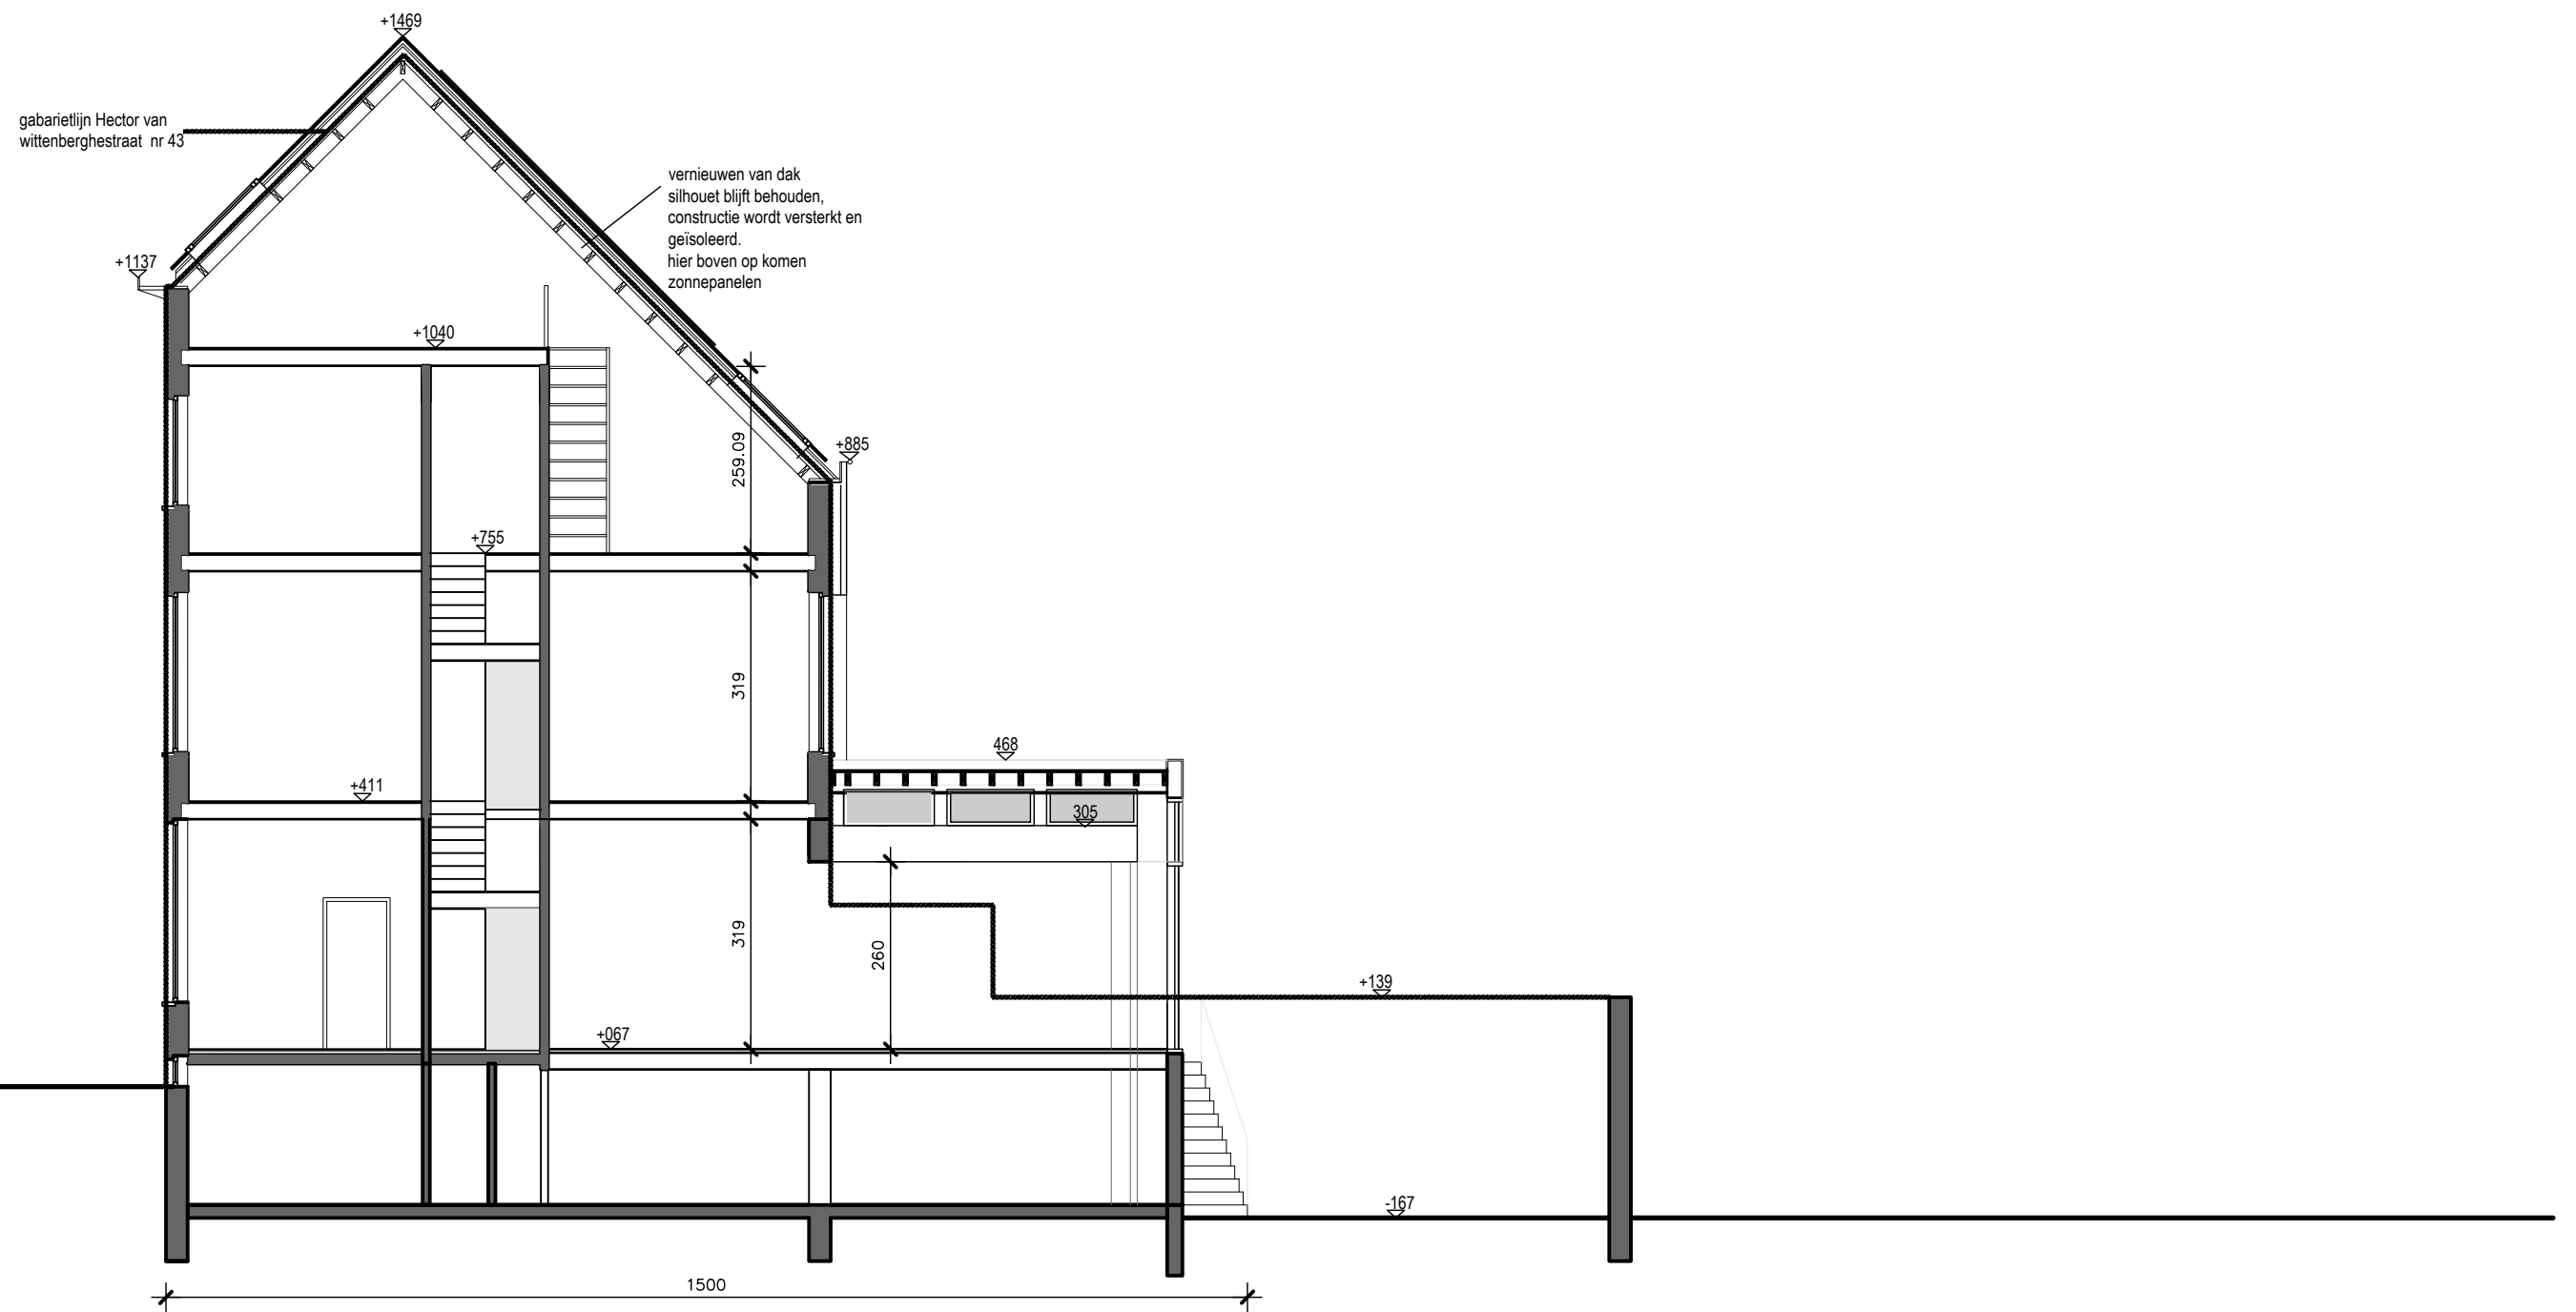 +1469
gabarietlijn Hector van
wittenberghestraat nr 43
vernieuwen van dak
silhouet blijft behouden,
constructie wordt versterkt en
geïsoleerd.
hier boven op komen
zonnepanelen
+1137
+1040
+885
259.09
+755
319
468
+411
305
319
260
+139
+067
-167
1500